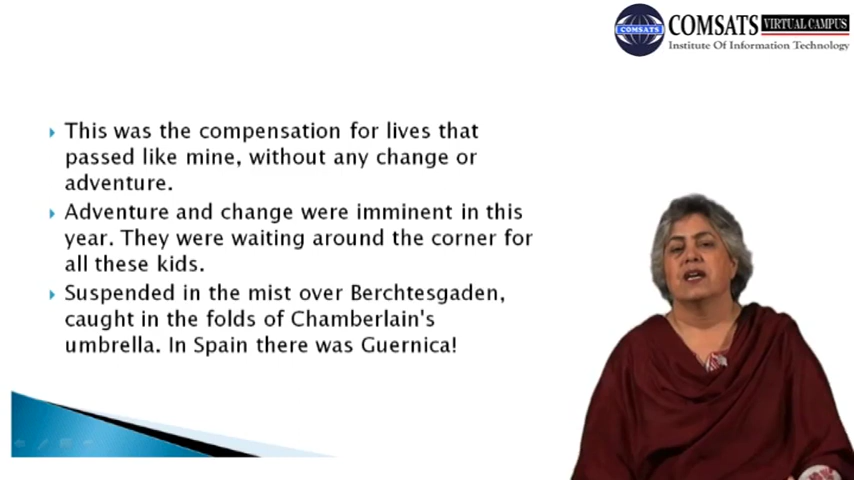 COMSATS
COMSATS VIRTUAL CAMPUS
Institute Of Information Technology
This was the compensation for lives that
passed like mine, without any change or
adventure.
Adventure and change were imminent in this
year. They were waiting around the corner for
all these kids.
Suspended in the mist over Berchtesgaden,
caught in the folds of Chamberlain's
umbrella. In Spain there was Guernica!